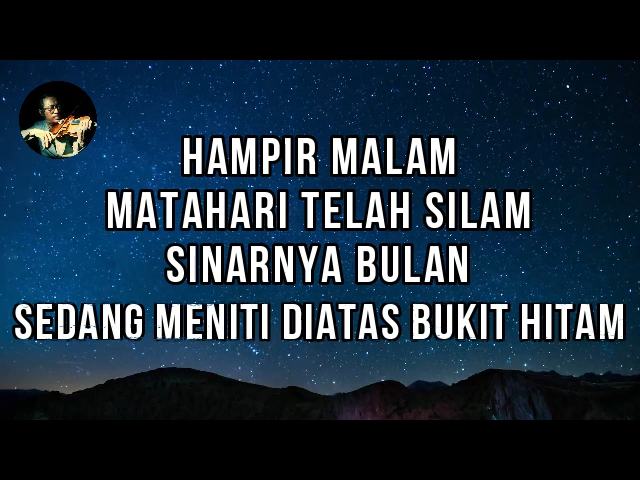 HAMPIR MALAM
MATAHARI TELAH SILAM
SINARNYA BULAN
SEDANG MENITI DIATAS BUKIT HITAM